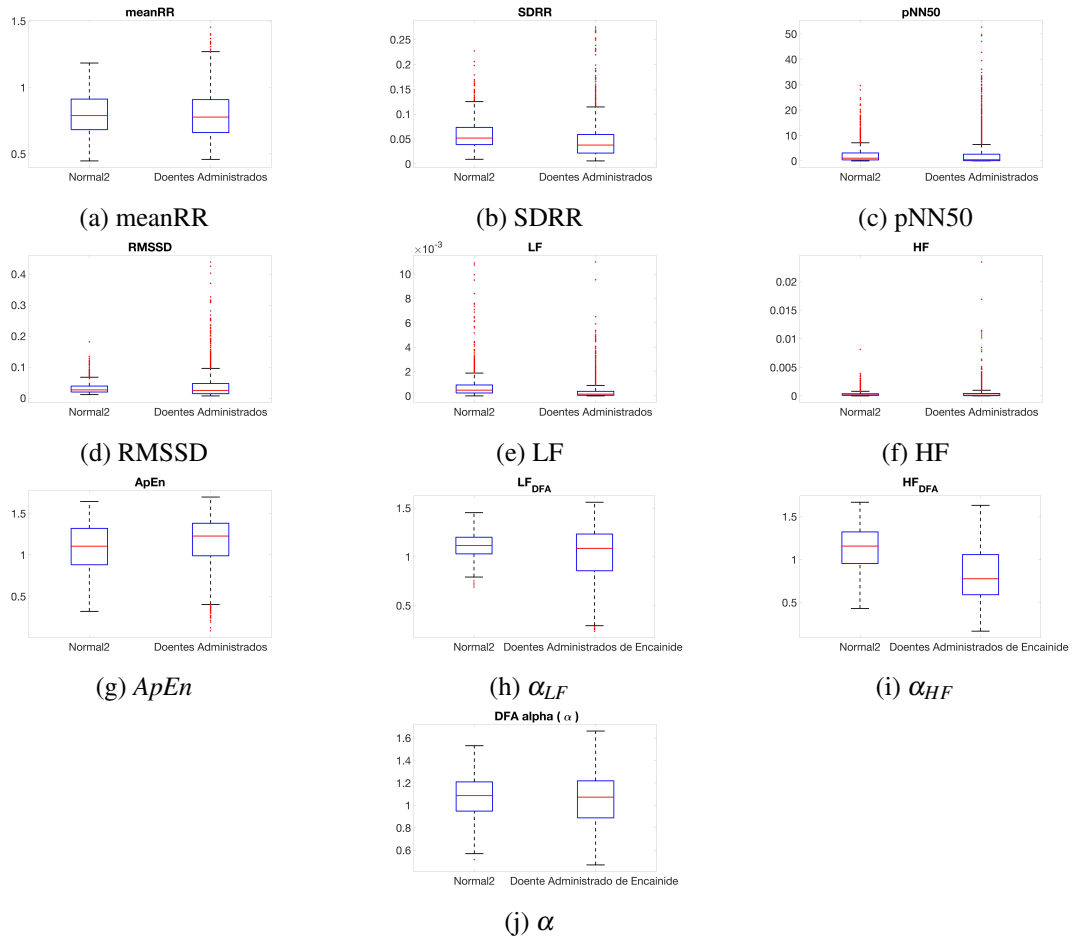 meanRR
1.5
1
0.5
Normal2
Doentes Administrados
(a) meanRR
SDRR
0.25
0.2
0.15
0.1
0.05
0
Normal2
Doentes Administrados
(b) SDRR
pNN50
50
40
30
20
10
0
Normal2
Doentes Administrados
(c) pNN50
RMSSD
0.4
0.3
0.2
0.1
0
Normal2
Doentes Administrados
(d) RMSSD
LF
×10⁻³
10
8
6
4
2
0
Normal2
Doentes Administrados
(e) LF
HF
0.02
0.015
0.01
0.005
0
Normal2
Doentes Administrados
(f) HF
ApEn
1.5
1
0.5
Normal2
Doentes Administrados
(g) ApEn
LF_DFA
1.5
1
0.5
Normal2
Doentes Administrados de Encainide
(h) α_LF
HF_DFA
1.5
1
0.5
Normal2
Doentes Administrados de Encainide
(i) α_HF
DFA alpha ( α )
1.6
1.4
1.2
1
0.8
0.6
Normal2
Doente Administrado de Encainide
(j) α